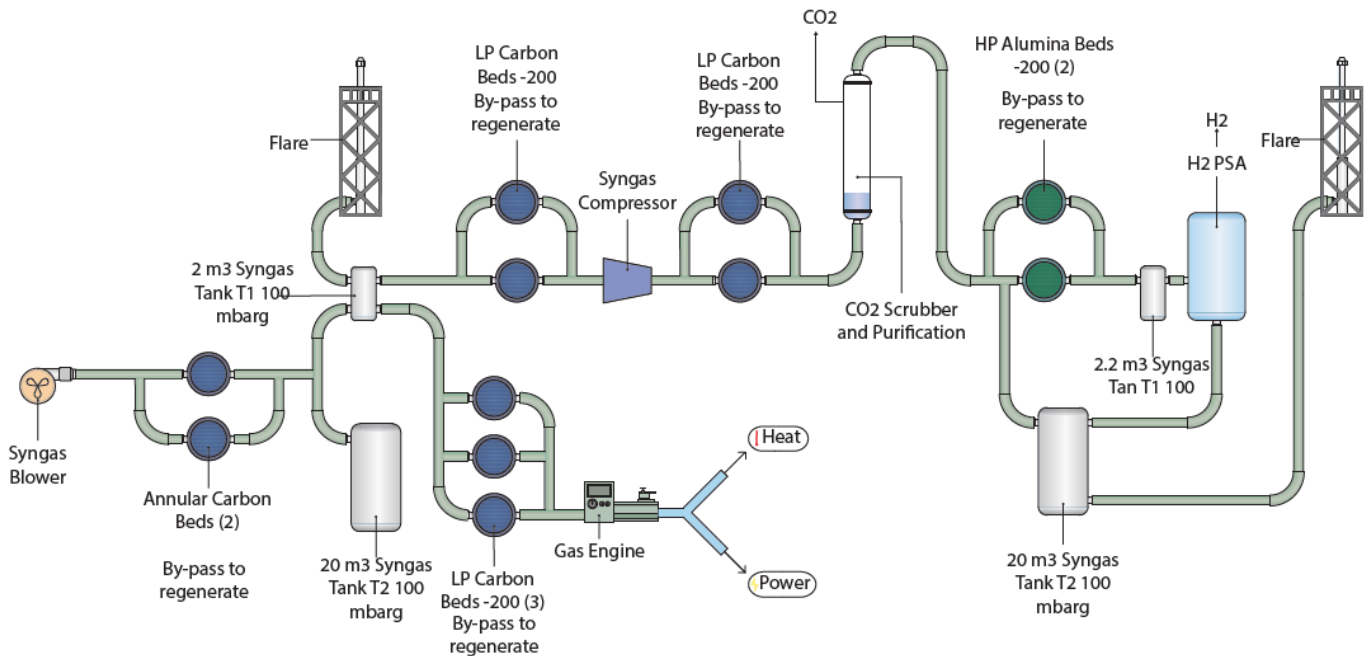 CO2
LP Carbon
Beds -200
By-pass to
regenerate
LP Carbon
Beds -200
By-pass to
regenerate
HP Alumina Beds
-200 (2)
By-pass to
regenerate
Flare
H2
H2 PSA
Flare
Syngas
Compressor
2 m3 Syngas
Tank T1 100
mbarg
CO2 Scrubber
and Purification
2.2 m3 Syngas
Tan T1 100
Syngas
Blower
Annular Carbon
Beds (2)
By-pass to
regenerate
20 m3 Syngas
Tank T2 100
mbarg
LP Carbon
Beds -200 (3)
By-pass to
regenerate
Gas Engine
Heat
Power
20 m3 Syngas
Tank T2 100
mbarg